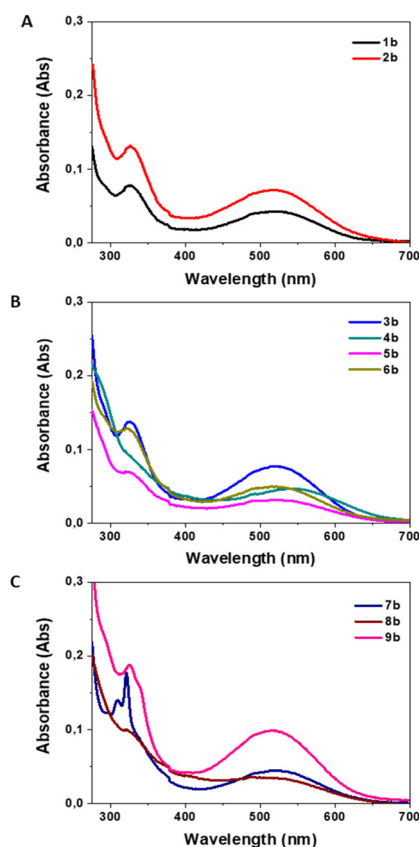 A
1b
2b
0,3
0,2
0,1
0,0
Absorbance (Abs)
300 400 500 600 700
Wavelength (nm)
B
3b
4b
5b
6b
0,3
0,2
0,1
0,0
Absorbance (Abs)
300 400 500 600 700
Wavelength (nm)
C
7b
8b
9b
0,3
0,2
0,1
0,0
Absorbance (Abs)
300 400 500 600 700
Wavelength (nm)